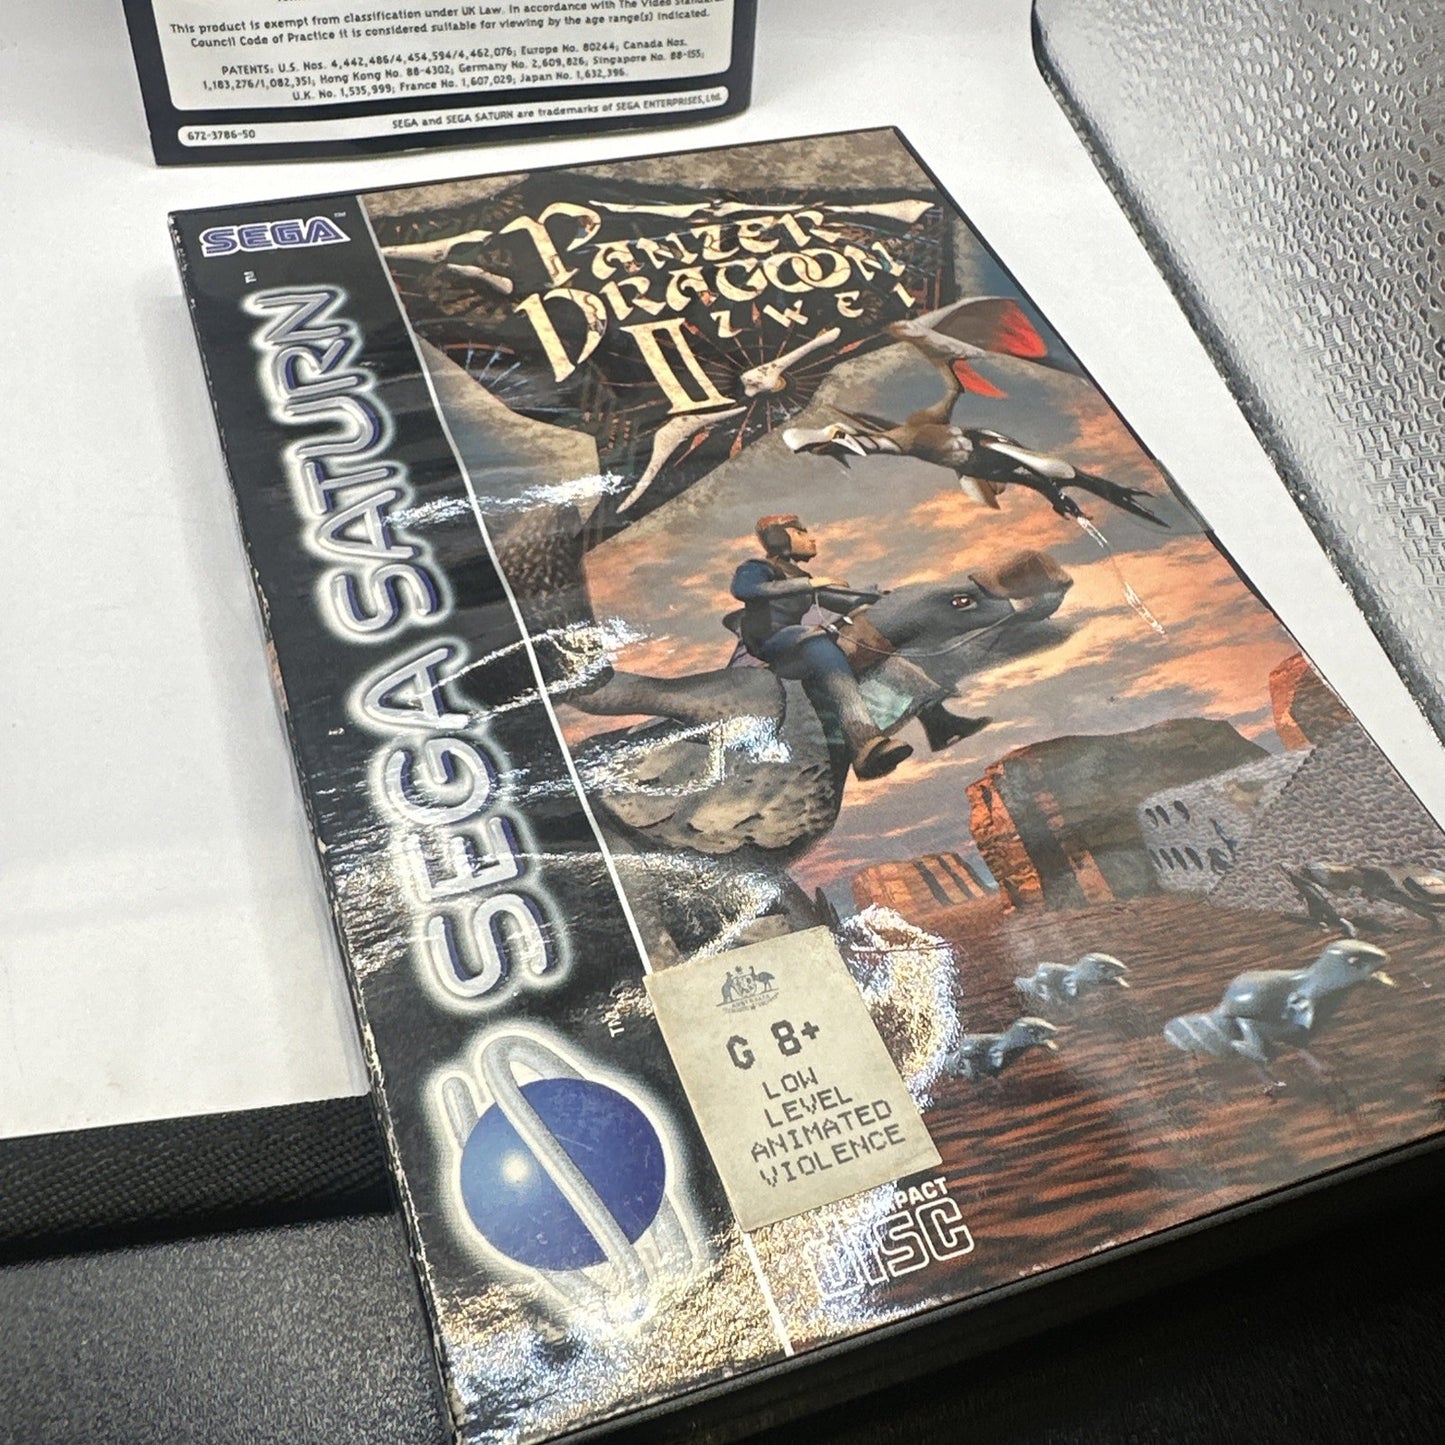 This product is exempt from classification under UK Law. In accordance with The Video Standards
Council Code of Practice it is considered suitable for viewing by the age range(s) indicated.
PATENTS: U.S. Nos. 4,442,486/4,454,594/4,462,076; Europe No. 80244; Canada Nos.
1,183,276/1,082,351; Hong Kong No. 88-4302; Germany No. 2,609,826; Singapore No. 88-155;
U.K. No. 1,535,999; France No. 1,607,029; Japan No. 1,632,396.
672-3786-50
SEGA and SEGA SATURN are trademarks of SEGA ENTERPRISES, Ltd.
SEGA™
SEGA SATURN
™
PANZER
DRAGOON
II ZWEI
G 8+
LOW
LEVEL
ANIMATED
VIOLENCE
PACT
DISC